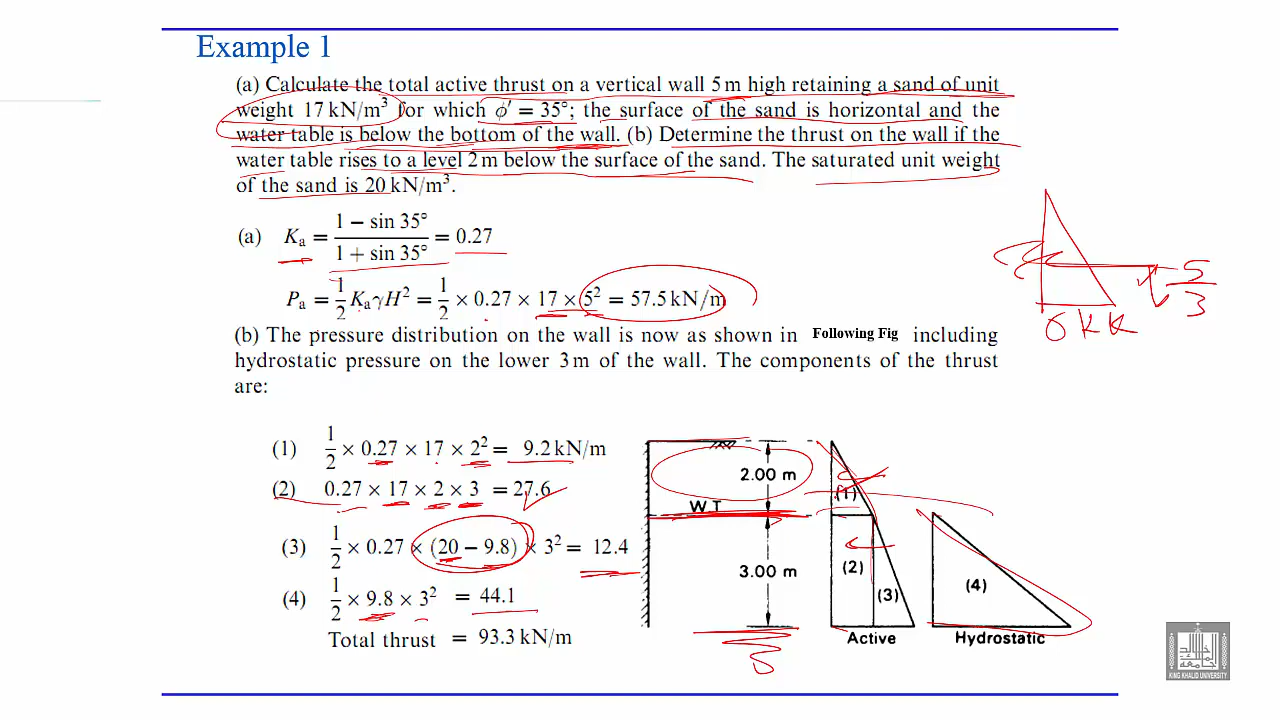 Example 1
(a) Calculate the total active thrust on a vertical wall 5 m high retaining a sand of unit
weight 17 kN/m³ for which ϕ′ = 35°; the surface of the sand is horizontal and the
water table is below the bottom of the wall. (b) Determine the thrust on the wall if the
water table rises to a level 2 m below the surface of the sand. The saturated unit weight
of the sand is 20 kN/m³.
(a) Kₐ = (1 − sin 35°)/(1 + sin 35°) = 0.27
Pₐ = 1/2 KₐγH² = 1/2 × 0.27 × 17 × 5² = 57.5 kN/m
5/3
(b) The pressure distribution on the wall is now as shown in Following Fig including
hydrostatic pressure on the lower 3 m of the wall. The components of the thrust
are:
(1) 1/2 × 0.27 × 17 × 2² = 9.2 kN/m
(2) 0.27 × 17 × 2 × 3 = 27.6
(3) 1/2 × 0.27 × (20 − 9.8) × 3² = 12.4
(4) 1/2 × 9.8 × 3² = 44.1
Total thrust = 93.3 kN/m
2.00 m
W T
3.00 m
(1)
(2)
(3)
(4)
Active
Hydrostatic
KING KHALID UNIVERSITY